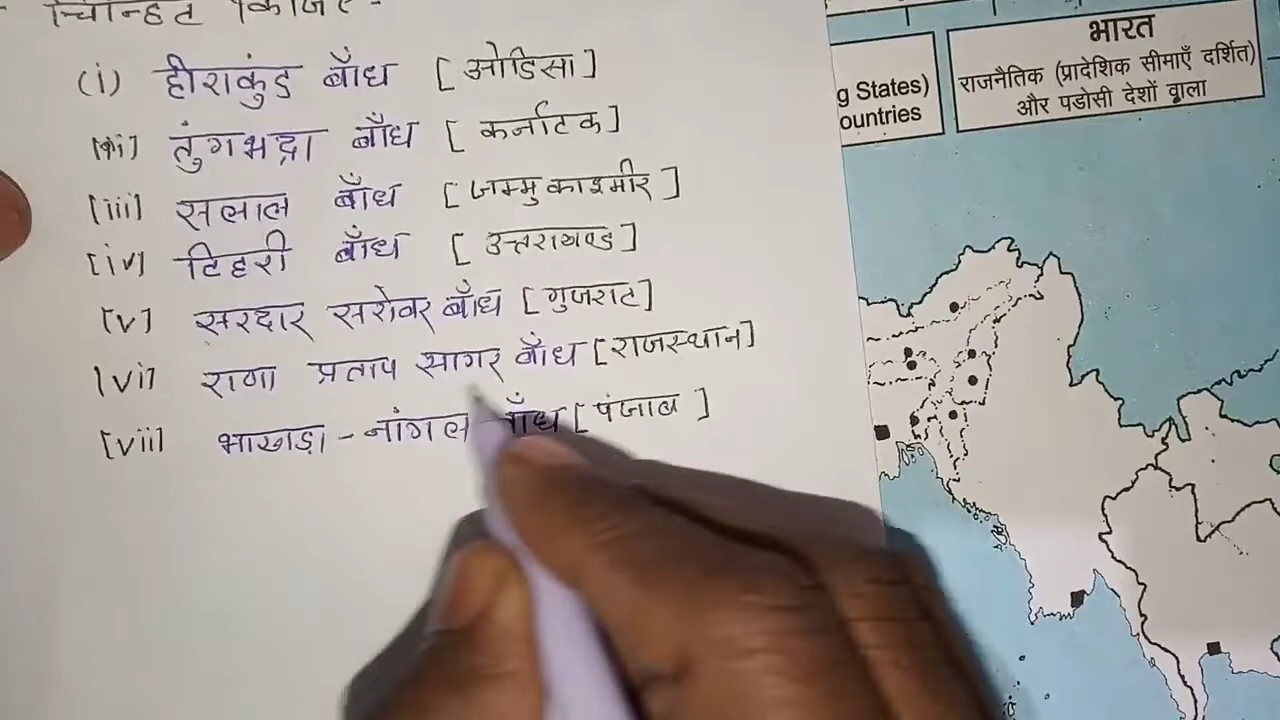 चिन्हित कीजिए -
(i) हीराकुंड बाँध [ओडिसा]
[ii] तुंगभद्रा बाँध [कर्नाटक]
[iii] सलाल बाँध [जम्मु काश्मीर]
[iv] टिहरी बाँध [उत्तराखण्ड]
[v] सरदार सरोवर बाँध [गुजरात]
[vi] राणा प्रताप सागर बाँध [राजस्थान]
[vii] भाखड़ा - नांगल बाँध [पंजाब]
g States)
ountries
भारत
राजनैतिक (प्रादेशिक सीमाएँ दर्शित)
और पडोसी देशों वाला